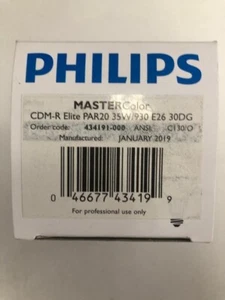 PHILIPS
MASTERColor
CDM-R Elite PAR20 35W/930 E26 30DG
Order code: 434191-000 ANSI: C130/O
Manufactured: JANUARY 2019
0 46677 43419 9
For professional use only